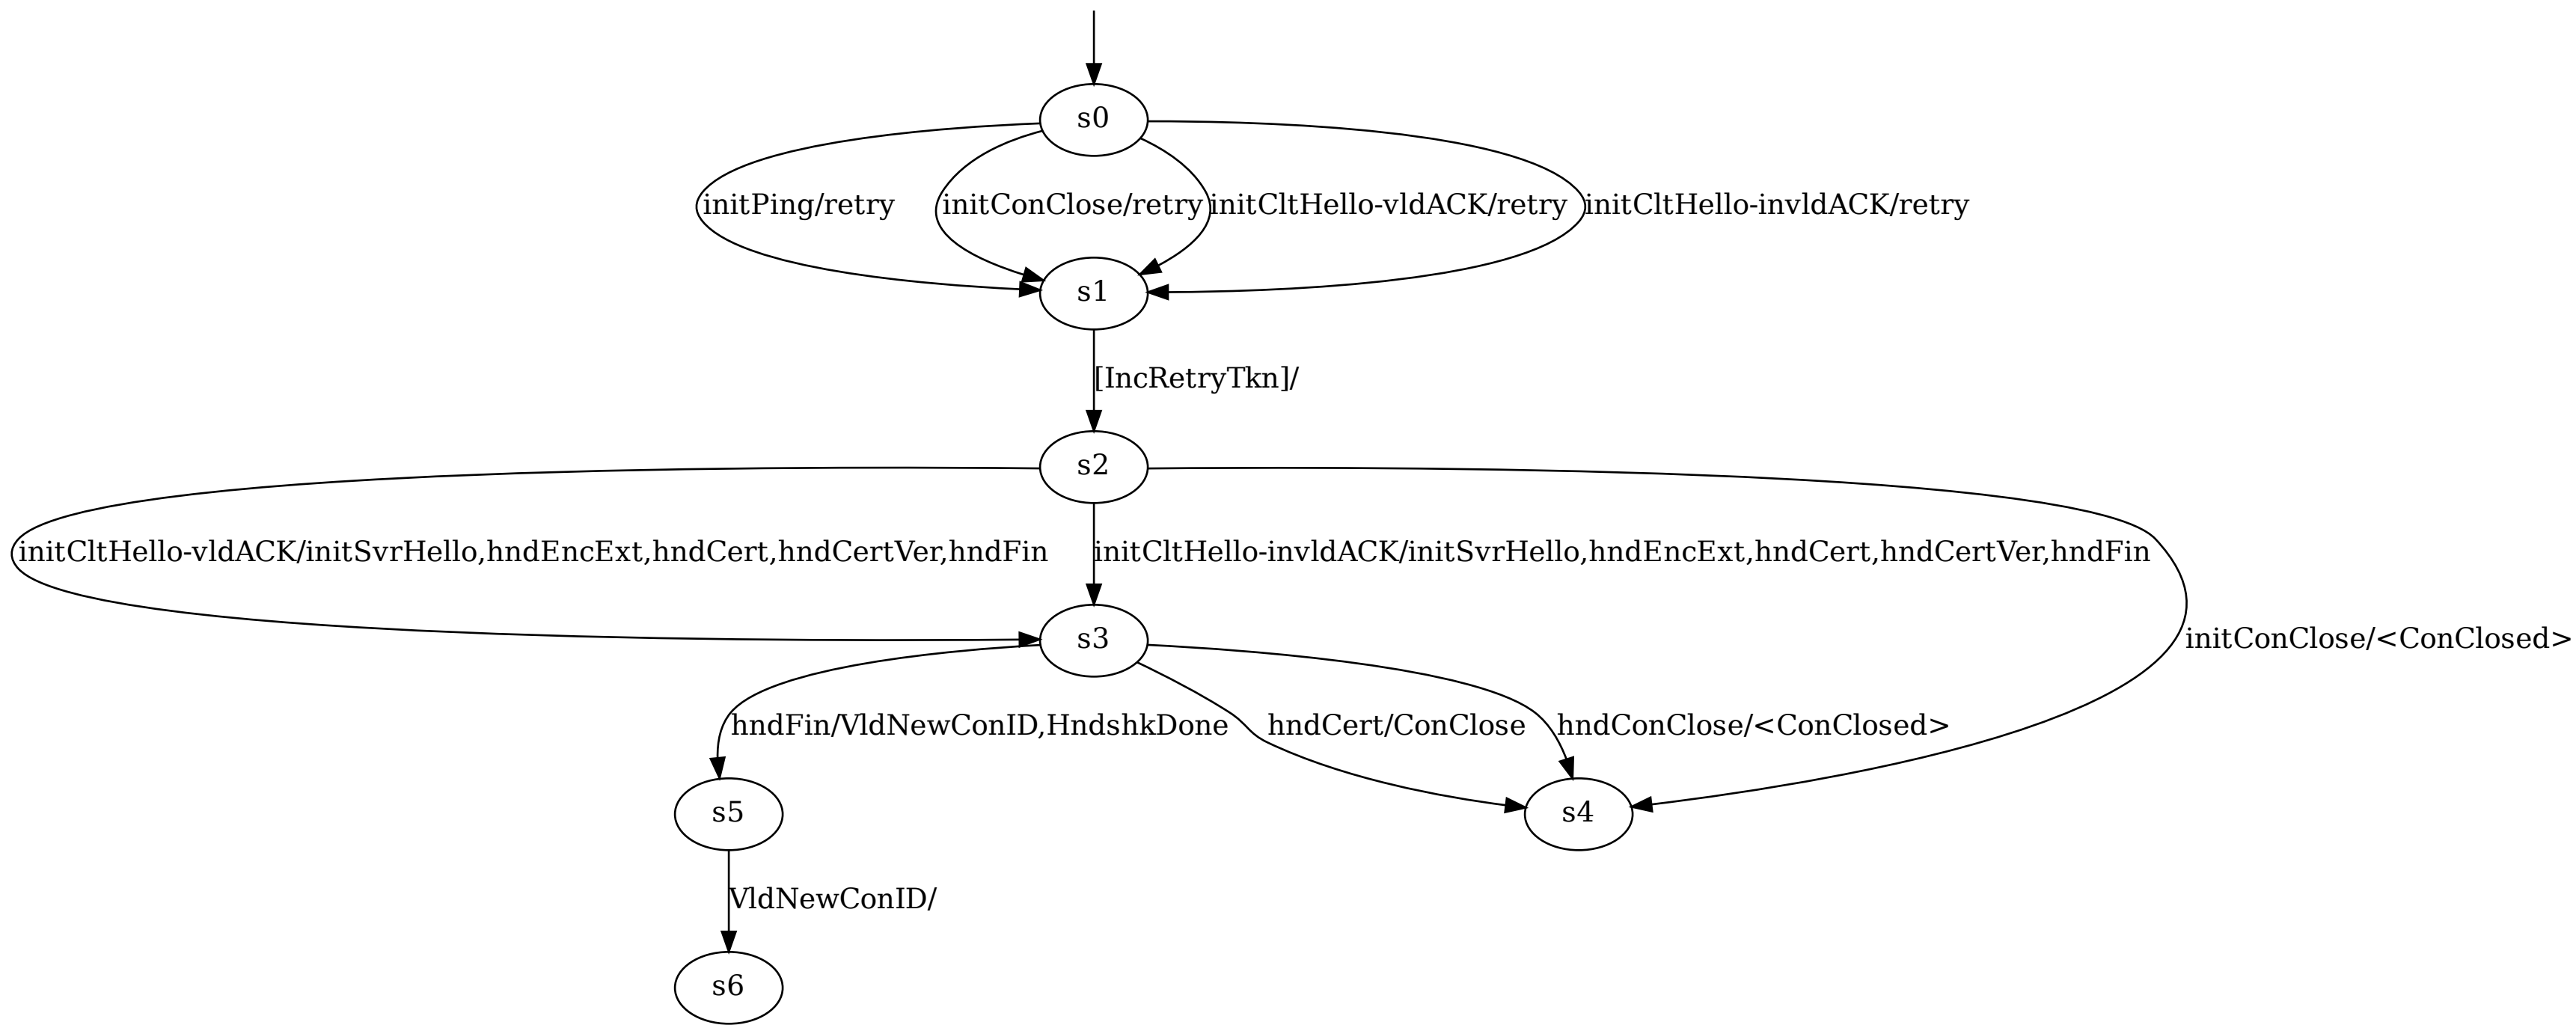 s0
initPing/retry
initConClose/retry
initCltHello-vldACK/retry
initCltHello-invldACK/retry
s1
[IncRetryTkn]/
s2
initCltHello-vldACK/initSvrHello,hndEncExt,hndCert,hndCertVer,hndFin
initCltHello-invldACK/initSvrHello,hndEncExt,hndCert,hndCertVer,hndFin
s3
initConClose/<ConClosed>
hndFin/VldNewConID,HndshkDone
hndCert/ConClose
hndConClose/<ConClosed>
s5
s4
VldNewConID/
s6